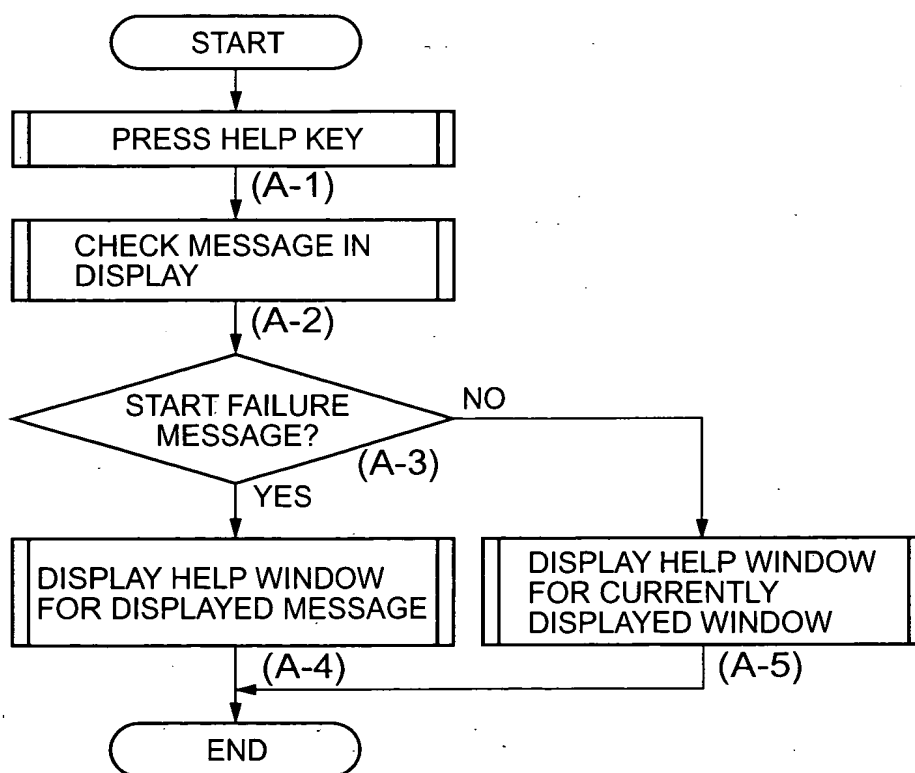 START
PRESS HELP KEY
(A-1)
CHECK MESSAGE IN
DISPLAY
(A-2)
START FAILURE
MESSAGE?
(A-3)
NO
YES
DISPLAY HELP WINDOW
FOR DISPLAYED MESSAGE
(A-4)
DISPLAY HELP WINDOW
FOR CURRENTLY
DISPLAYED WINDOW
(A-5)
END